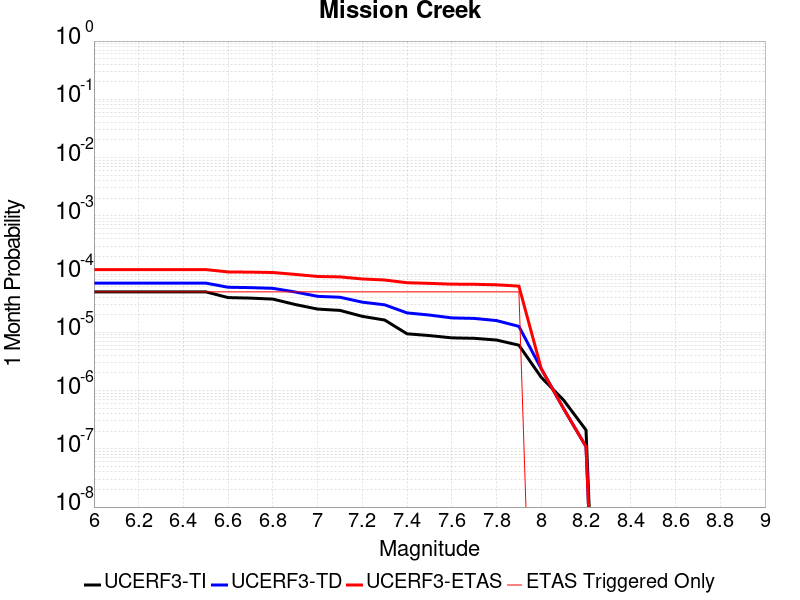 Mission Creek
10^0
10^-1
10^-2
10^-3
10^-4
10^-5
10^-6
10^-7
10^-8
1 Month Probability
6 6.2 6.4 6.6 6.8 7 7.2 7.4 7.6 7.8 8 8.2 8.4 8.6 8.8 9
Magnitude
UCERF3-TI UCERF3-TD UCERF3-ETAS ETAS Triggered Only